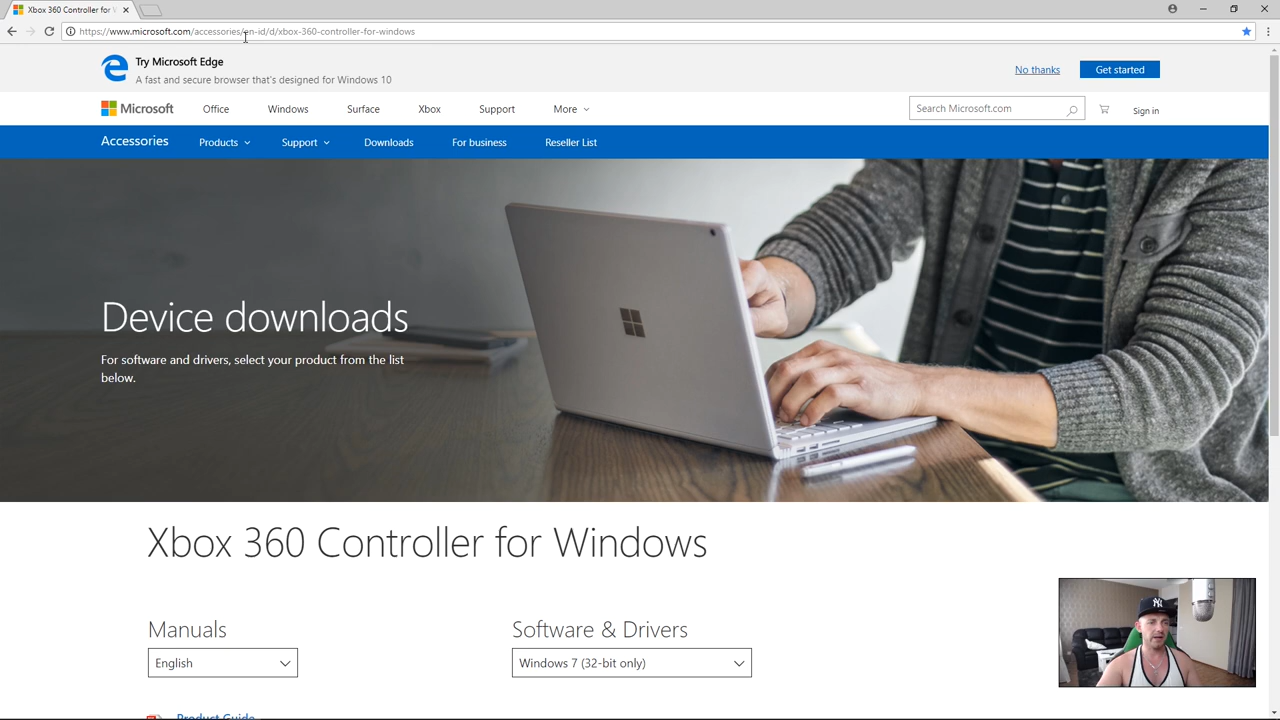 Xbox 360 Controller for
https://www.microsoft.com/accessories/en-id/d/xbox-360-controller-for-windows
Try Microsoft Edge
A fast and secure browser that's designed for Windows 10
No thanks
Get started
Microsoft
Office
Windows
Surface
Xbox
Support
More
Search Microsoft.com
Sign in
Accessories
Products
Support
Downloads
For business
Reseller List
Device downloads
For software and drivers, select your product from the list
below.
Xbox 360 Controller for Windows
Manuals
Software & Drivers
English
Windows 7 (32-bit only)
Product Guide